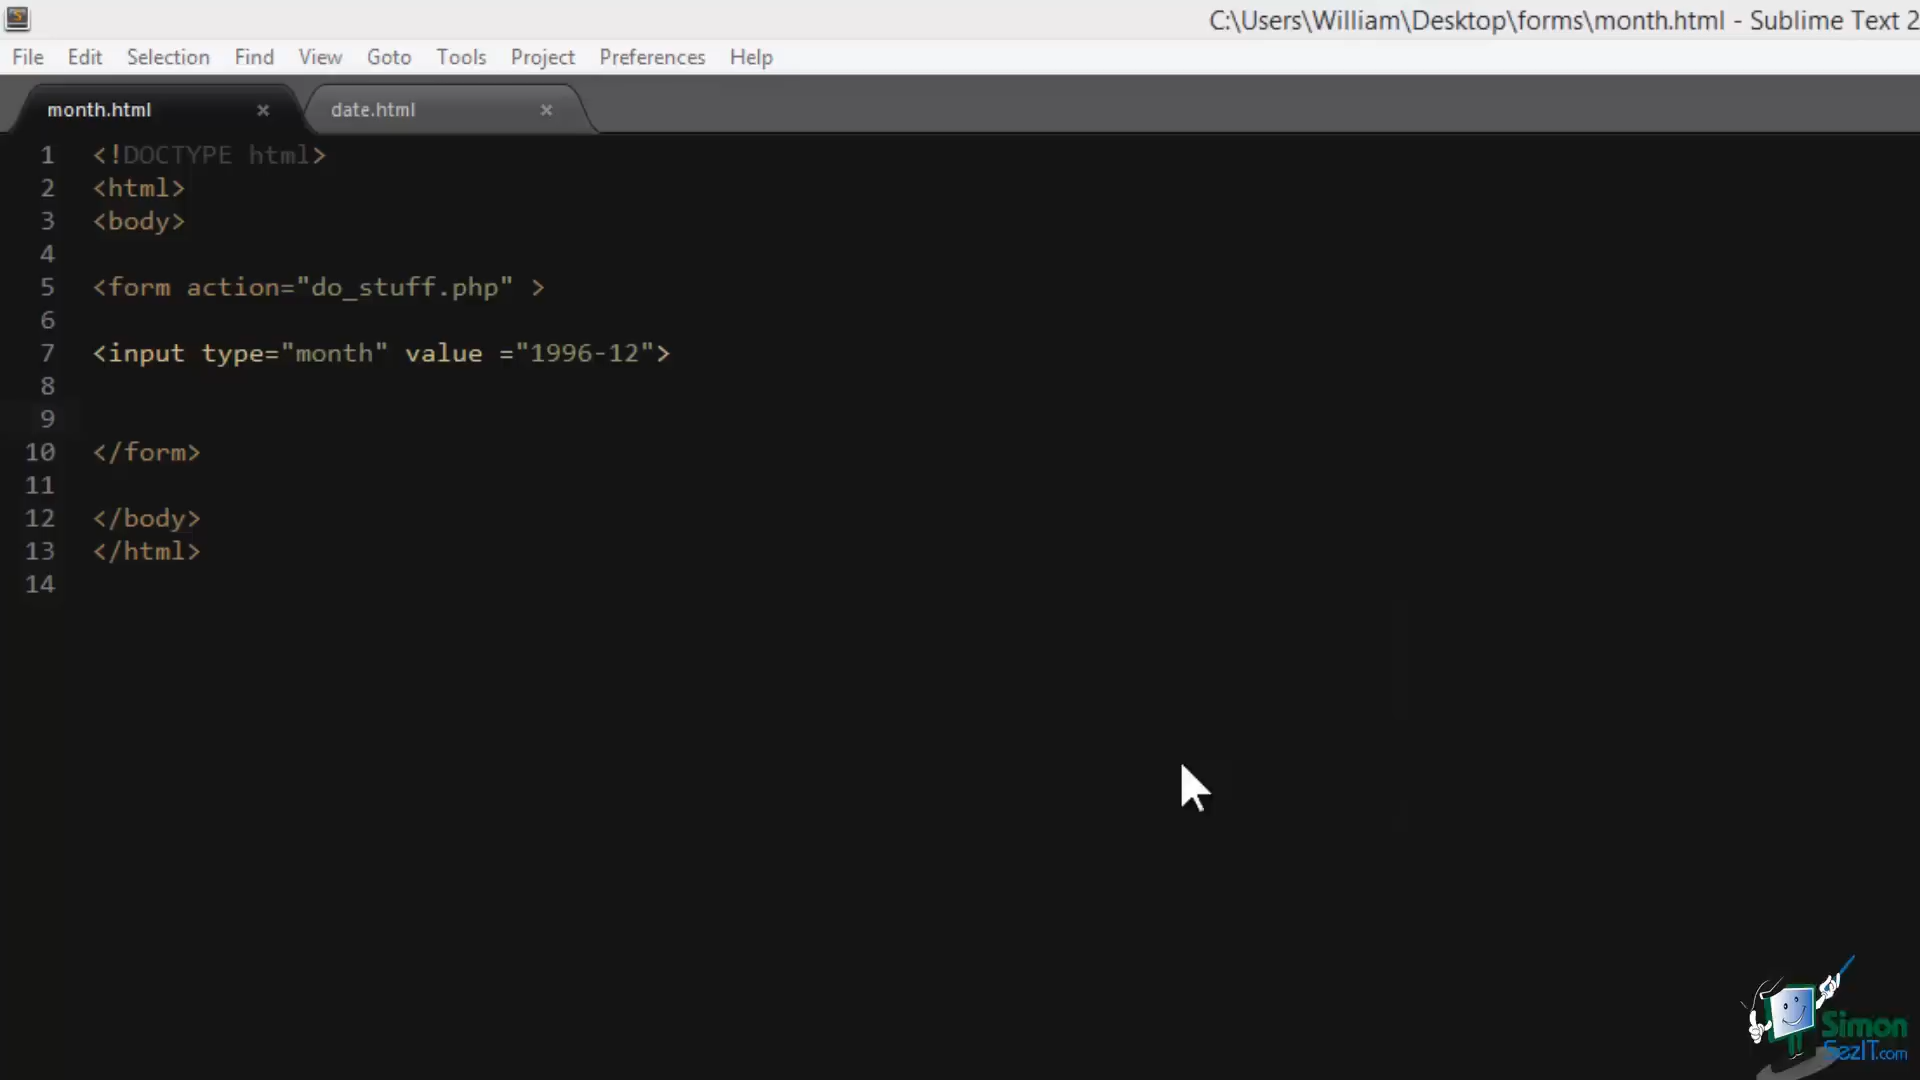 C:\Users\William\Desktop\forms\month.html - Sublime Text 2
File Edit Selection Find View Goto Tools Project Preferences Help
month.html × date.html ×
1 <!DOCTYPE html>
2 <html>
3 <body>
4
5 <form action="do_stuff.php" >
6
7 <input type="month" value ="1996-12">
8
9
10 </form>
11
12 </body>
13 </html>
14
Simon
SezIT.com